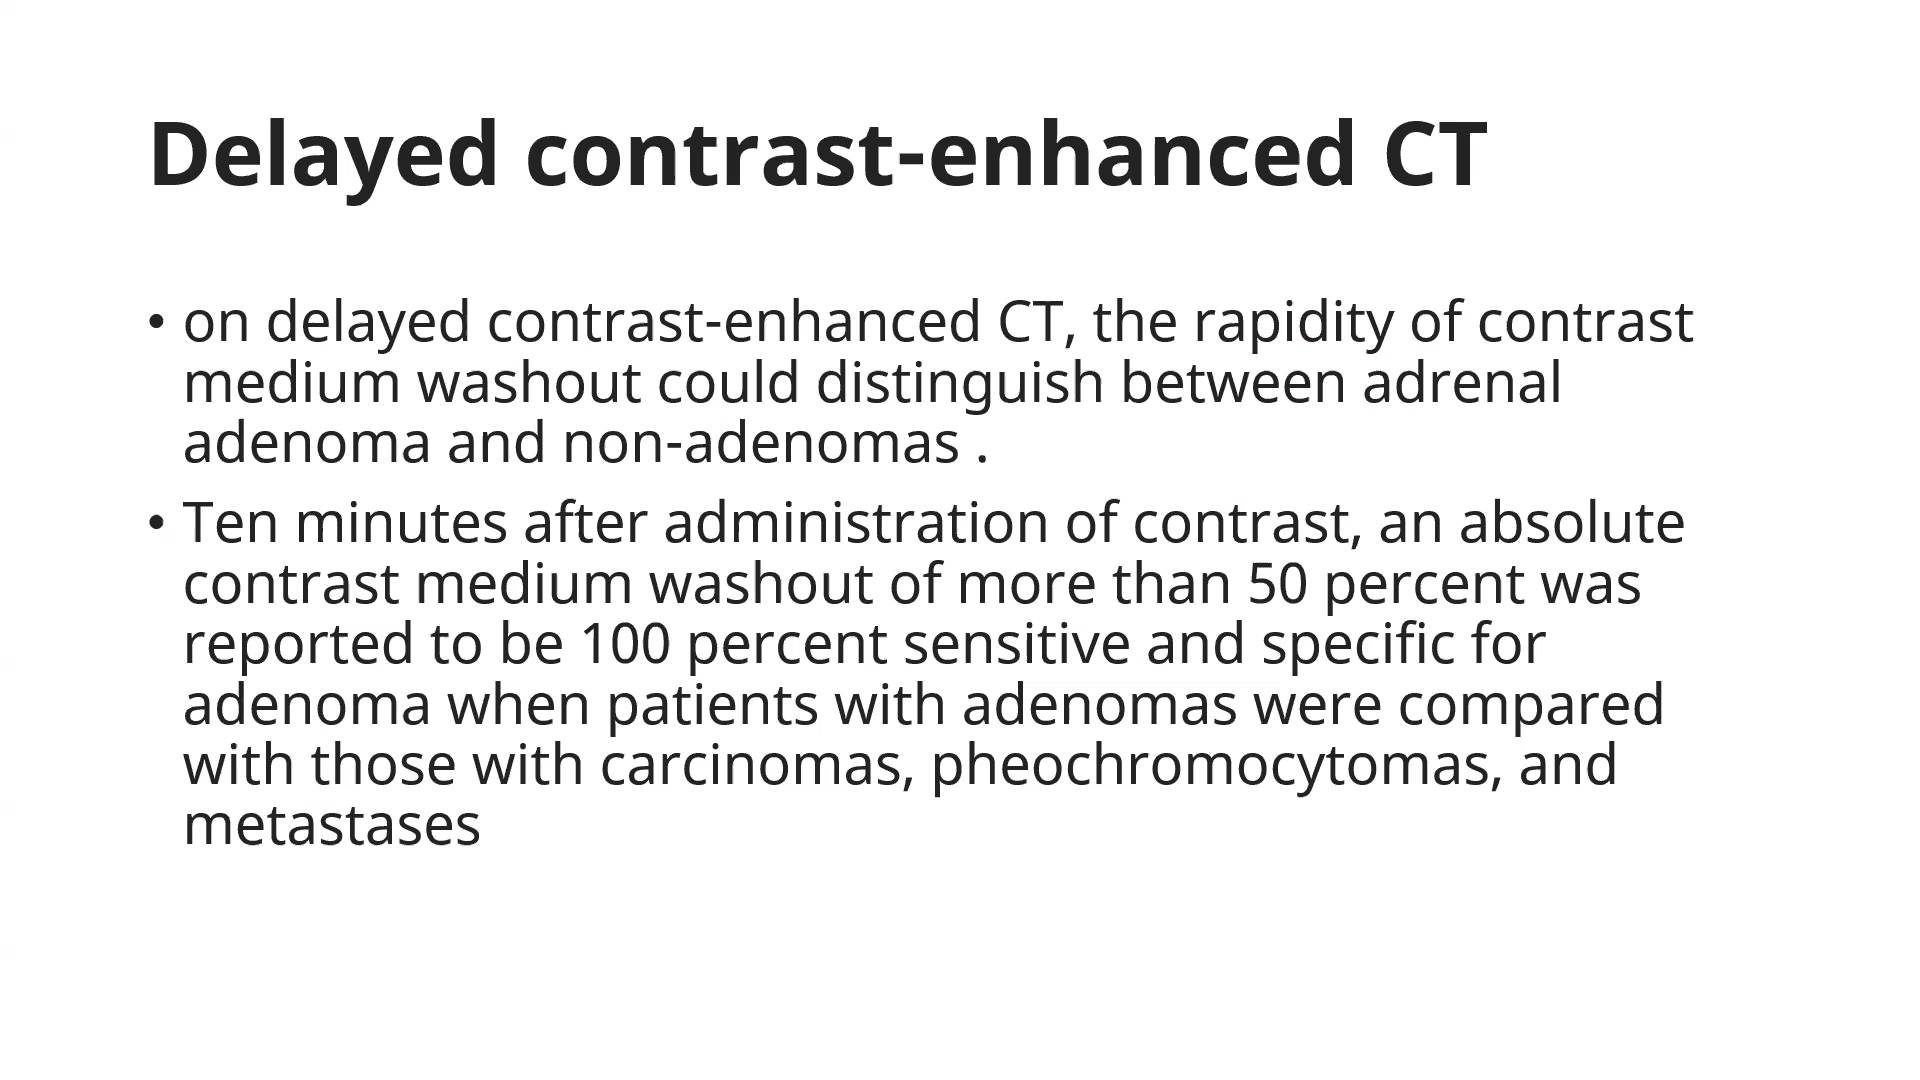 Delayed contrast-enhanced CT
• on delayed contrast-enhanced CT, the rapidity of contrast
medium washout could distinguish between adrenal
adenoma and non-adenomas .
• Ten minutes after administration of contrast, an absolute
contrast medium washout of more than 50 percent was
reported to be 100 percent sensitive and specific for
adenoma when patients with adenomas were compared
with those with carcinomas, pheochromocytomas, and
metastases